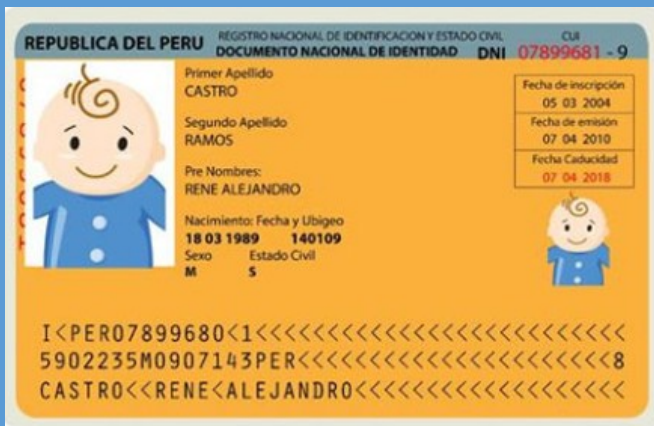 REPUBLICA DEL PERU
REGISTRO NACIONAL DE IDENTIFICACION Y ESTADO CIVIL
DOCUMENTO NACIONAL DE IDENTIDAD DNI
CUI
07899681 - 9
Primer Apellido
CASTRO
Segundo Apellido
RAMOS
Pre Nombres:
RENE ALEJANDRO
Nacimiento: Fecha y Ubigeo
18 03 1989 140109
Sexo Estado Civil
M S
Fecha de inscripción
05 03 2004
Fecha de emisión
07 04 2010
Fecha Caducidad
07 04 2018
I<PER07899680<1<<<<<<<<<<<<<<<<<<<<<<
5902235M0907143PER<<<<<<<<<<<<<<<<<<8
CASTRO<<RENE<ALEJANDRO<<<<<<<<<<<<<<<<<